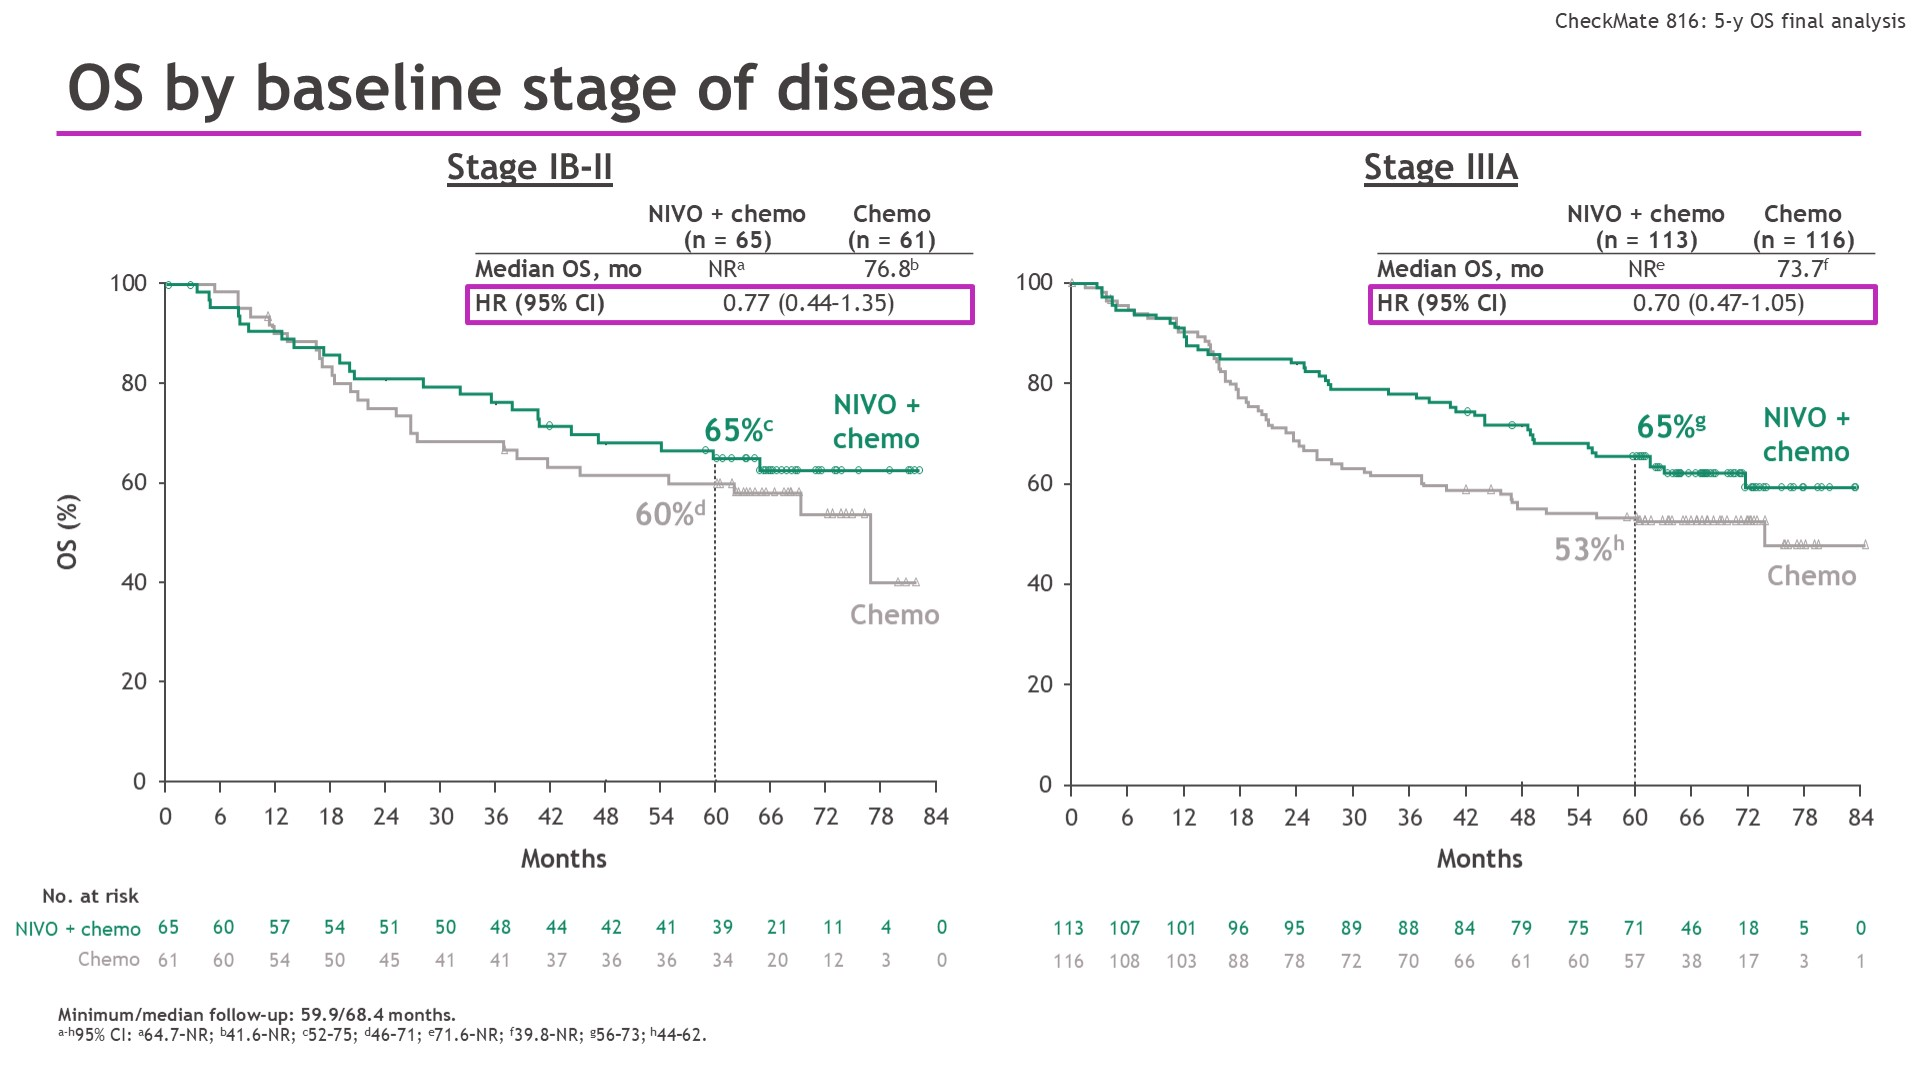 CheckMate 816: 5-y OS final analysis
OS by baseline stage of disease
Stage IB-II
NIVO + chemo Chemo
(n = 65) (n = 61)
Median OS, mo NRᵃ 76.8ᵇ
HR (95% CI) 0.77 (0.44-1.35)
100
80
60
40
20
0
OS (%)
NIVO +
chemo
65%ᶜ
60%ᵈ
Chemo
0 6 12 18 24 30 36 42 48 54 60 66 72 78 84
Months
Stage IIIA
NIVO + chemo Chemo
(n = 113) (n = 116)
Median OS, mo NRᵉ 73.7ᶠ
HR (95% CI) 0.70 (0.47-1.05)
100
80
60
40
20
0
NIVO +
chemo
65%ᵍ
53%ʰ
Chemo
0 6 12 18 24 30 36 42 48 54 60 66 72 78 84
Months
No. at risk
NIVO + chemo 65 60 57 54 51 50 48 44 42 41 39 21 11 4 0
Chemo 61 60 54 50 45 41 41 37 36 36 34 20 12 3 0
113 107 101 96 95 89 88 84 79 75 71 46 18 5 0
116 108 103 88 78 72 70 66 61 60 57 38 17 3 1
Minimum/median follow-up: 59.9/68.4 months.
ᵃ⁻ʰ95% CI: ᵃ64.7-NR; ᵇ41.6-NR; ᶜ52-75; ᵈ46-71; ᵉ71.6-NR; ᶠ39.8-NR; ᵍ56-73; ʰ44-62.